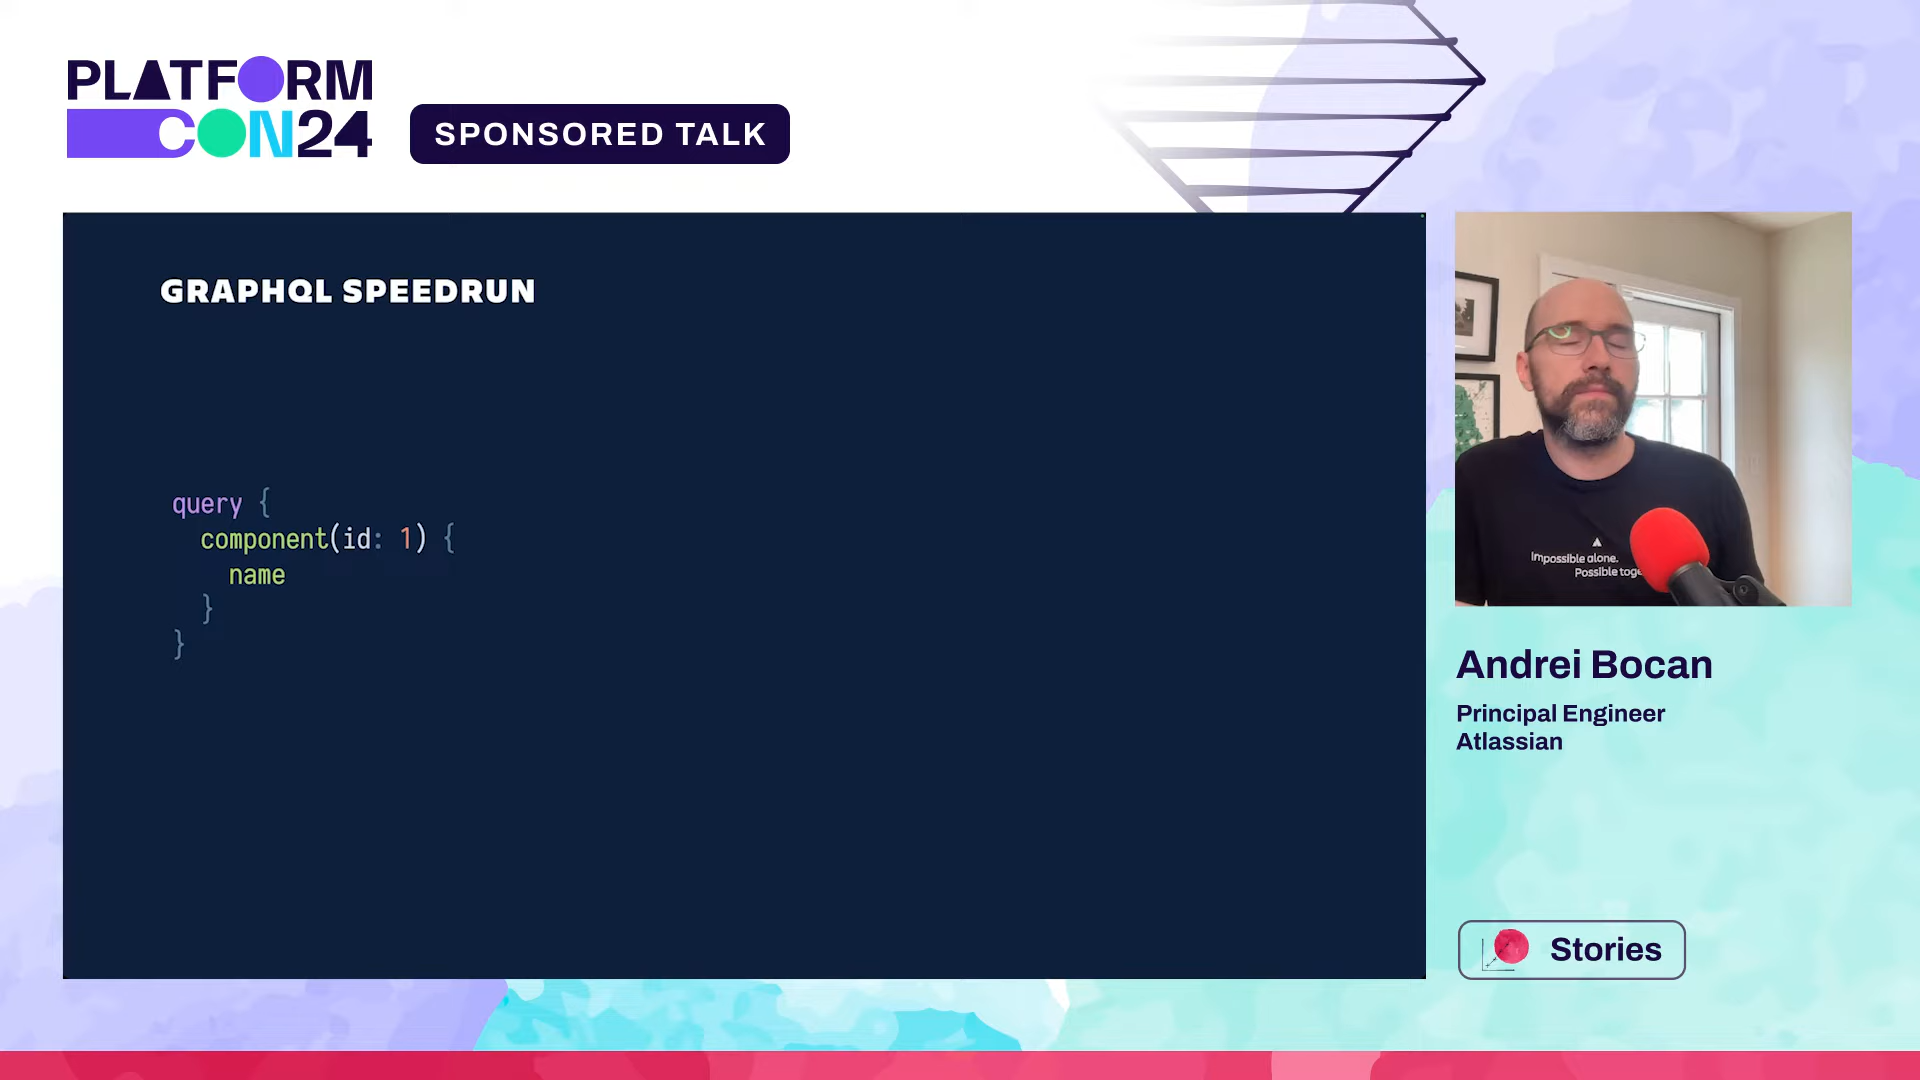 PLATFORM
CON24
SPONSORED TALK
GRAPHQL SPEEDRUN
query {
component(id: 1) {
name
}
}
Impossible alone.
Possible
Andrei Bocan
Principal Engineer
Atlassian
Stories